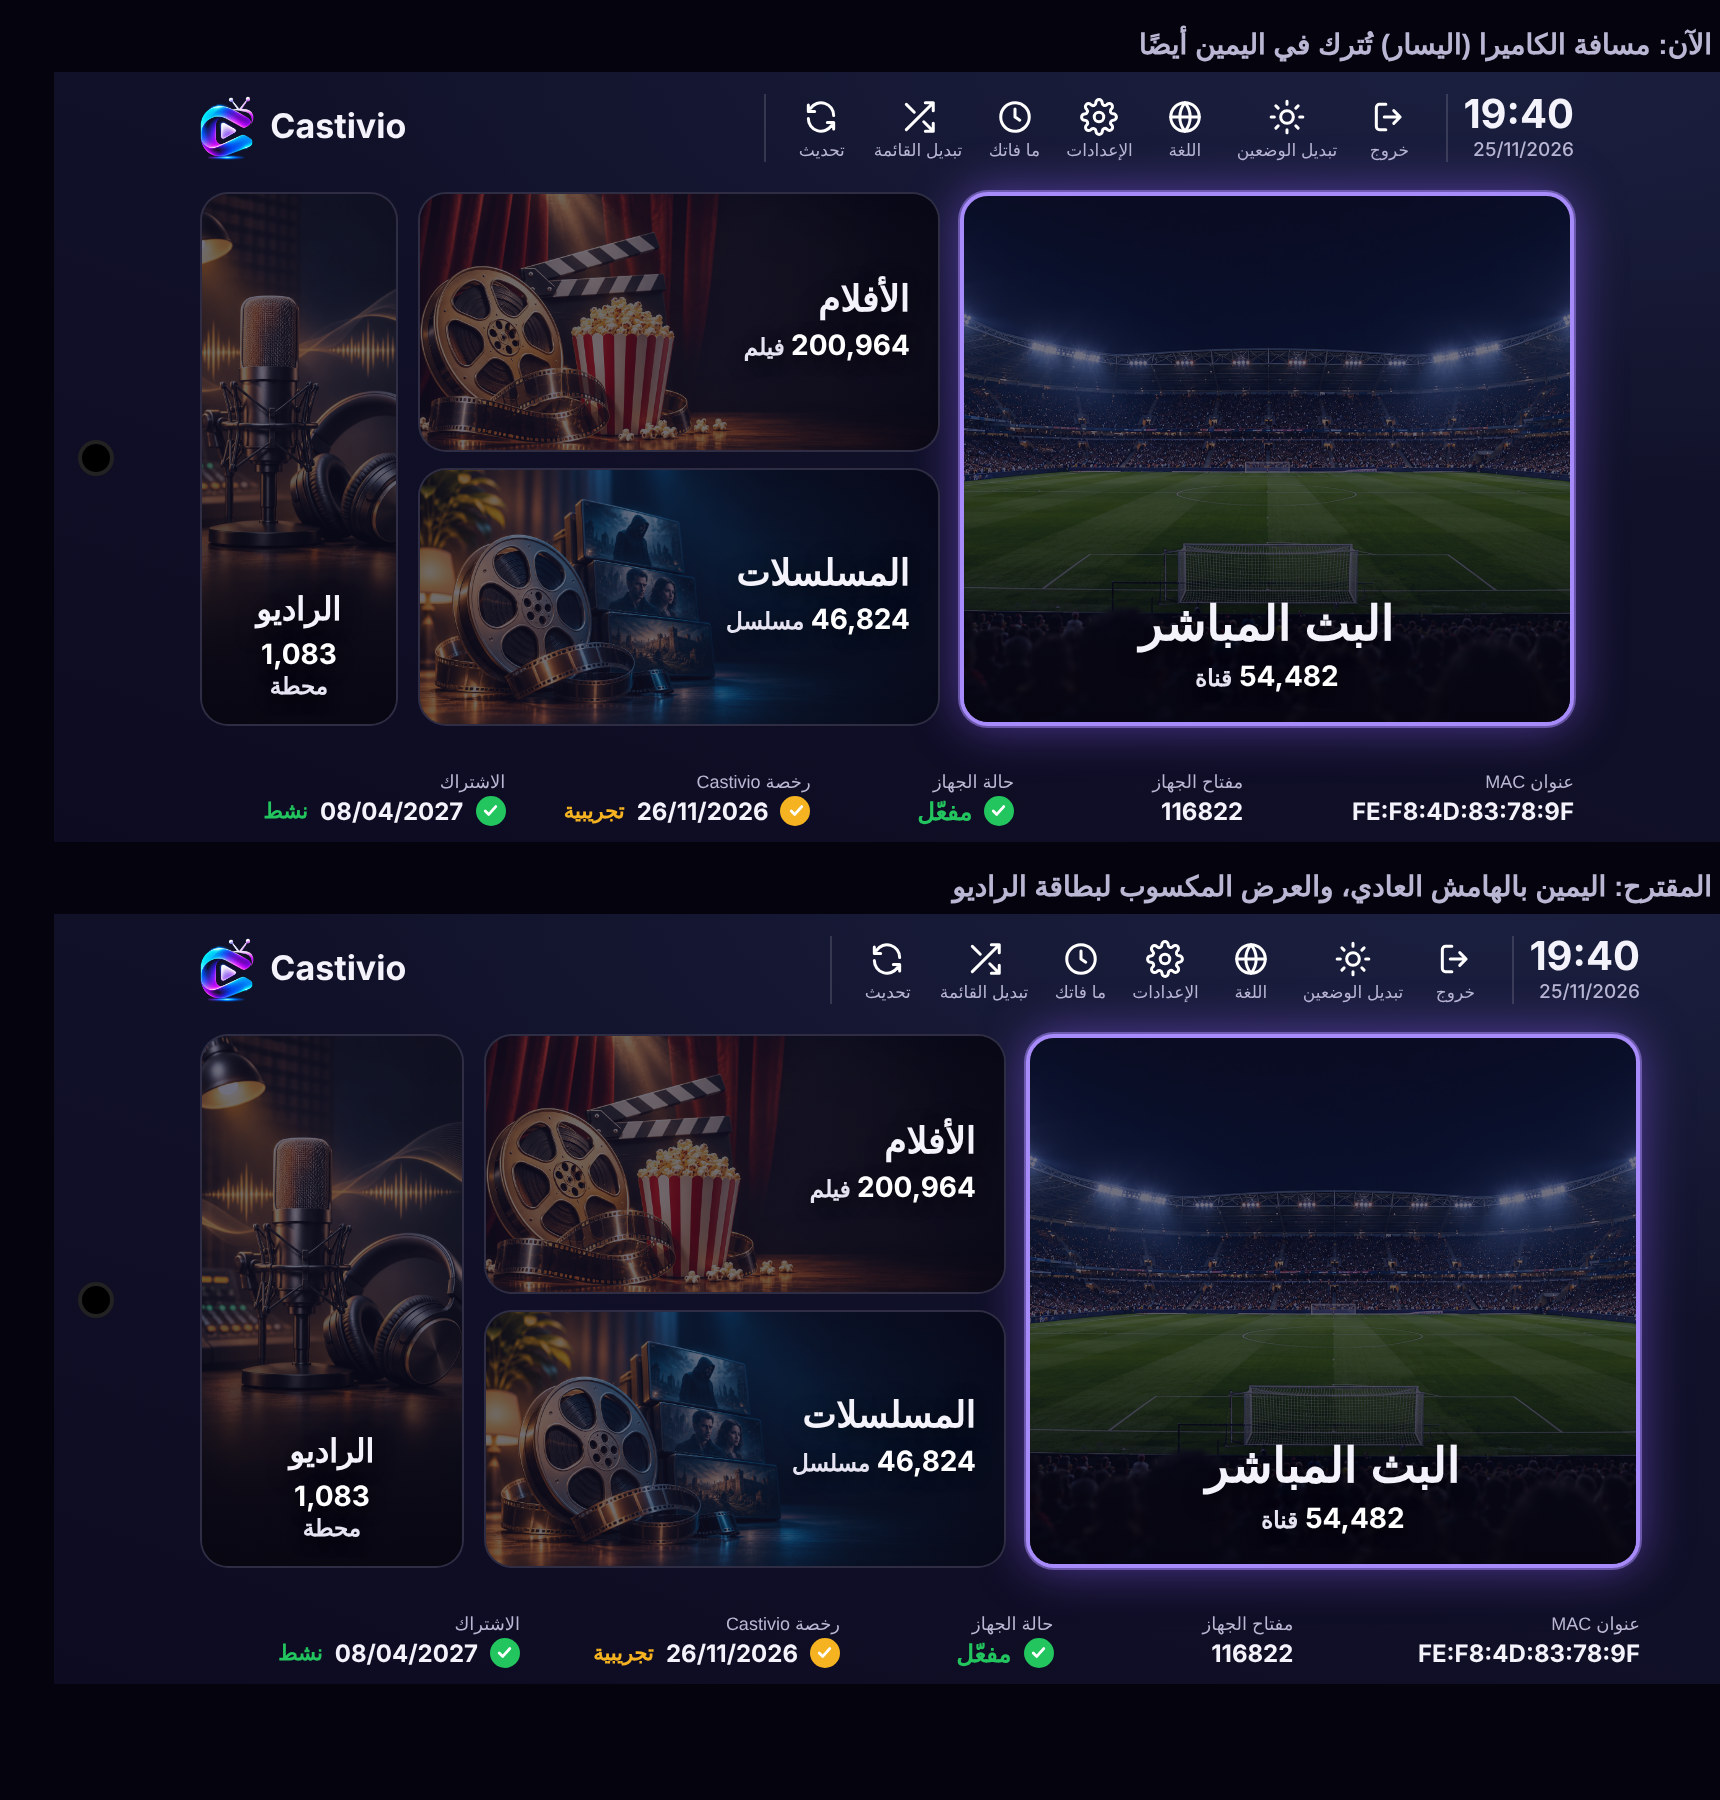 الآن: مسافة الكاميرا (اليسار) تُترك في اليمين أيضًا
19:40
25/11/2026
خروج
تبديل الوضعين
اللغة
الإعدادات
ما فاتك
تبديل القائمة
تحديث
Castivio
البث المباشر
54,482 قناة
الأفلام
200,964 فيلم
المسلسلات
46,824 مسلسل
الراديو
1,083
محطة
عنوان MAC
FE:F8:4D:83:78:9F
مفتاح الجهاز
116822
حالة الجهاز
مفعّل
رخصة Castivio
26/11/2026 تجريبية
الاشتراك
08/04/2027 نشط
المقترح: اليمين بالهامش العادي، والعرض المكسوب لبطاقة الراديو
19:40
25/11/2026
خروج
تبديل الوضعين
اللغة
الإعدادات
ما فاتك
تبديل القائمة
تحديث
Castivio
البث المباشر
54,482 قناة
الأفلام
200,964 فيلم
المسلسلات
46,824 مسلسل
الراديو
1,083
محطة
عنوان MAC
FE:F8:4D:83:78:9F
مفتاح الجهاز
116822
حالة الجهاز
مفعّل
رخصة Castivio
26/11/2026 تجريبية
الاشتراك
08/04/2027 نشط